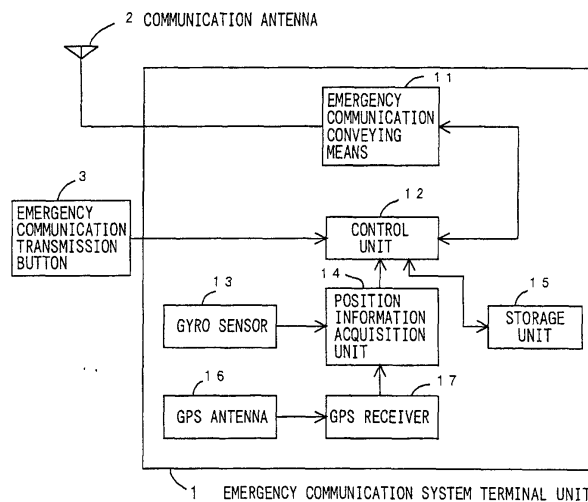 2 COMMUNICATION ANTENNA
11
EMERGENCY
COMMUNICATION
CONVEYING
MEANS
3
EMERGENCY
COMMUNICATION
TRANSMISSION
BUTTON
12
CONTROL
UNIT
13
GYRO SENSOR
14
POSITION
INFORMATION
ACQUISITION
UNIT
15
STORAGE
UNIT
16
GPS ANTENNA
17
GPS RECEIVER
1 EMERGENCY COMMUNICATION SYSTEM TERMINAL UNIT